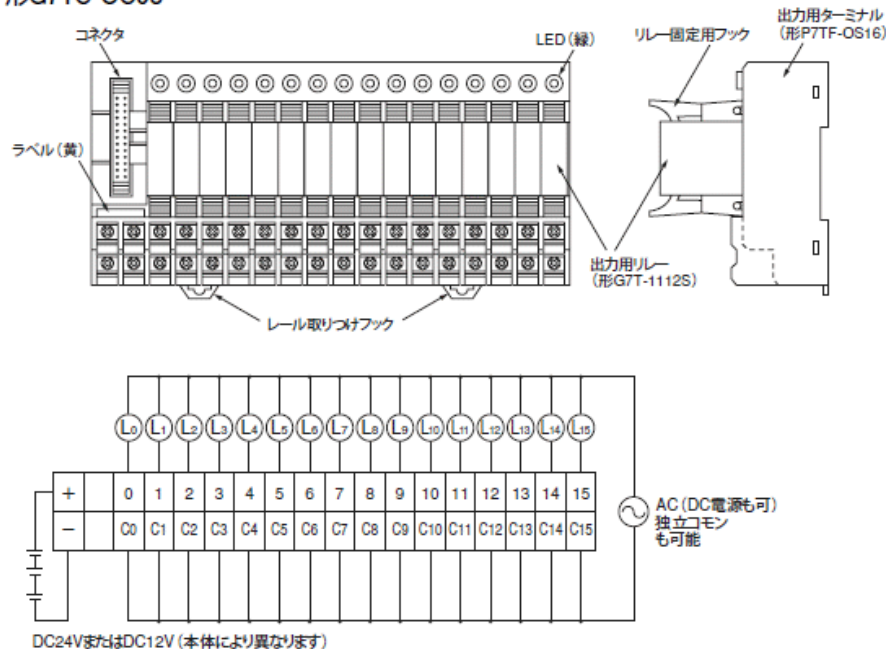 コネクタ
LED（緑）
リレー固定用フック
出力用ターミナル
（形P7TF-OS16）
ラベル（黄）
出力用リレー
（形G7T-1112S）
レール取りつけフック
L0 L1 L2 L3 L4 L5 L6 L7 L8 L9 L10 L11 L12 L13 L14 L15
+ 0 1 2 3 4 5 6 7 8 9 10 11 12 13 14 15
− C0 C1 C2 C3 C4 C5 C6 C7 C8 C9 C10 C11 C12 C13 C14 C15
AC（DC電源も可）
独立コモン
も可能
DC24VまたはDC12V（本体により異なります）